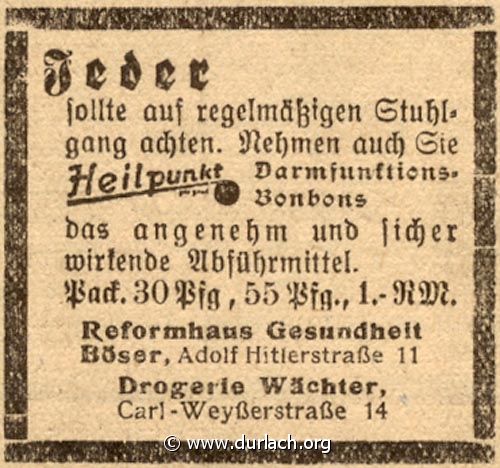 Jeder
sollte auf regelmäßigen Stuhl-
gang achten. Nehmen auch Sie
Heilpunkt Darmfunktions-
Bonbons
das angenehm und sicher
wirkende Abführmittel.
Pack. 30 Pfg, 55 Pfg., 1.- RM.
Reformhaus Gesundheit
Böser, Adolf Hitlerstraße 11
Drogerie Wächter,
Carl-Weyßerstraße 14
© www.durlach.org